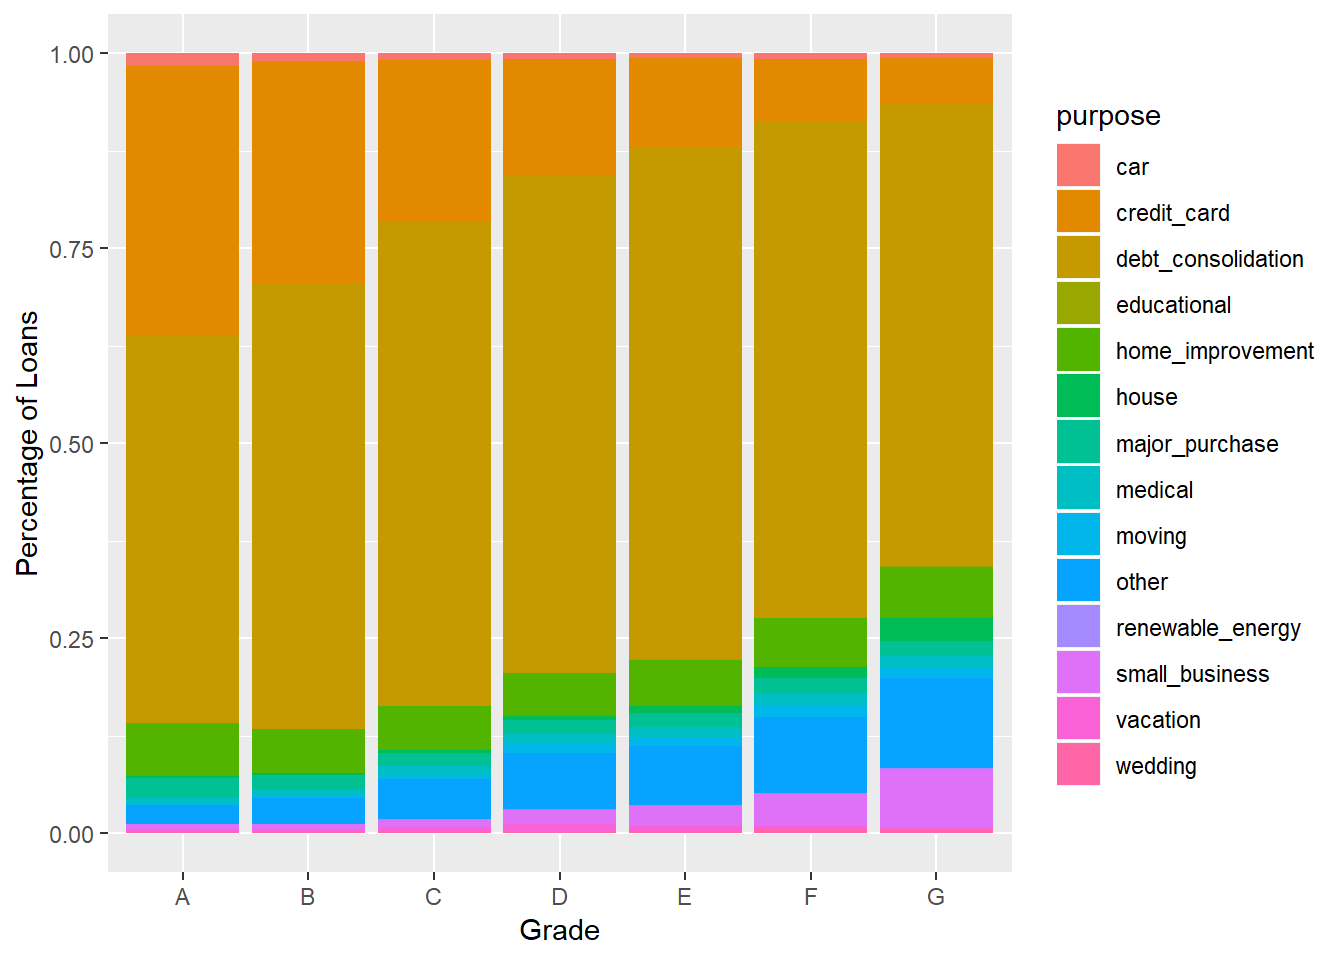 1.00
0.75
0.50
0.25
0.00
Percentage of Loans
A B C D E F G
Grade
purpose
car
credit_card
debt_consolidation
educational
home_improvement
house
major_purchase
medical
moving
other
renewable_energy
small_business
vacation
wedding